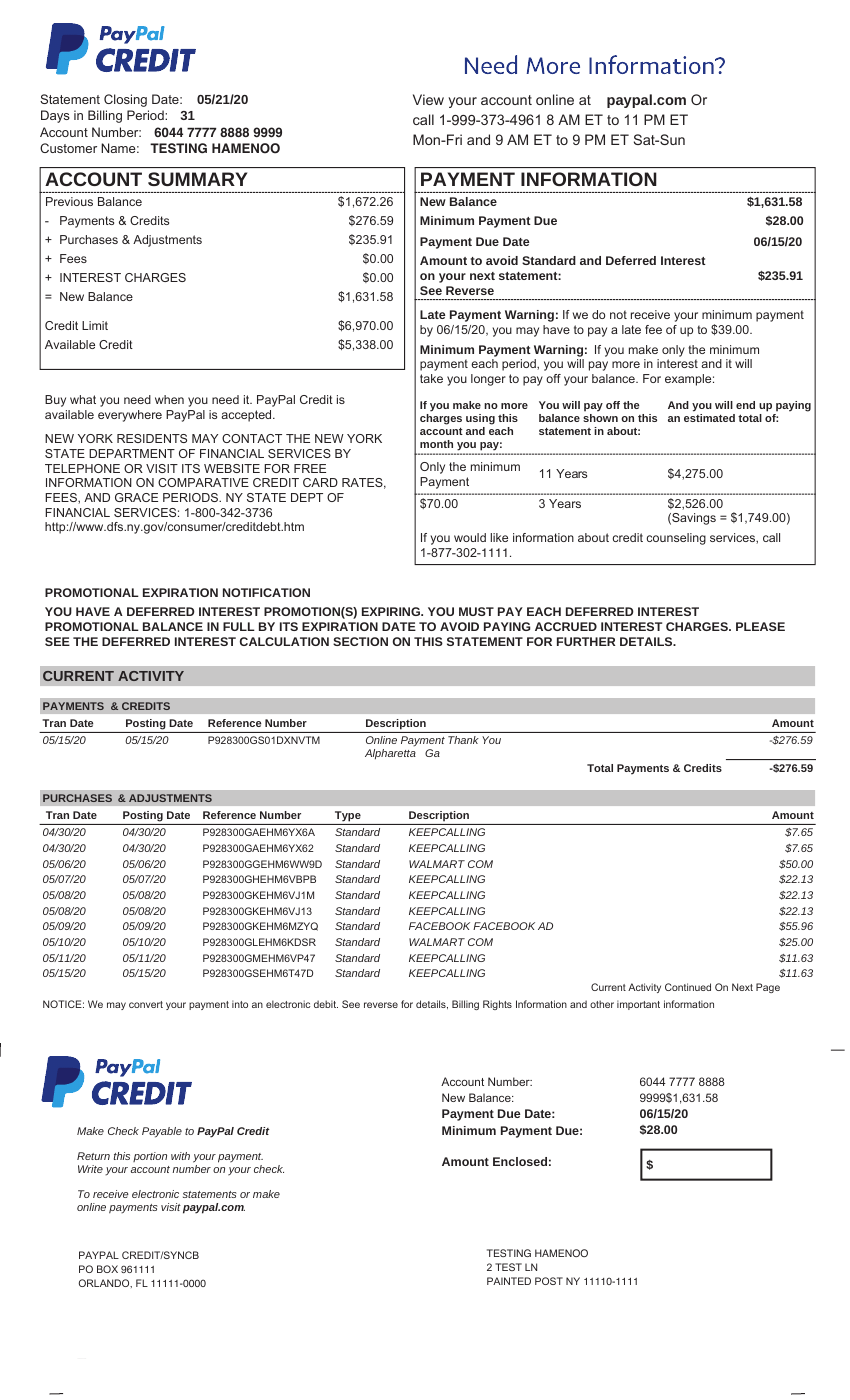 PayPal
CREDIT
Need More Information?
Statement Closing Date: 05/21/20
Days in Billing Period: 31
Account Number: 6044 7777 8888 9999
Customer Name: TESTING HAMENOO
View your account online at paypal.com Or
call 1-999-373-4961 8 AM ET to 11 PM ET
Mon-Fri and 9 AM ET to 9 PM ET Sat-Sun
ACCOUNT SUMMARY
Previous Balance $1,672.26
- Payments & Credits $276.59
+ Purchases & Adjustments $235.91
+ Fees $0.00
+ INTEREST CHARGES $0.00
= New Balance $1,631.58
Credit Limit $6,970.00
Available Credit $5,338.00
Buy what you need when you need it. PayPal Credit is
available everywhere PayPal is accepted.
NEW YORK RESIDENTS MAY CONTACT THE NEW YORK
STATE DEPARTMENT OF FINANCIAL SERVICES BY
TELEPHONE OR VISIT ITS WEBSITE FOR FREE
INFORMATION ON COMPARATIVE CREDIT CARD RATES,
FEES, AND GRACE PERIODS. NY STATE DEPT OF
FINANCIAL SERVICES: 1-800-342-3736
http://www.dfs.ny.gov/consumer/creditdebt.htm
PAYMENT INFORMATION
New Balance $1,631.58
Minimum Payment Due $28.00
Payment Due Date 06/15/20
Amount to avoid Standard and Deferred Interest
on your next statement: $235.91
See Reverse
Late Payment Warning: If we do not receive your minimum payment
by 06/15/20, you may have to pay a late fee of up to $39.00.
Minimum Payment Warning: If you make only the minimum
payment each period, you will pay more in interest and it will
take you longer to pay off your balance. For example:
If you make no more You will pay off the And you will end up paying
charges using this balance shown on this an estimated total of:
account and each statement in about:
month you pay:
Only the minimum
Payment 11 Years $4,275.00
$70.00 3 Years $2,526.00
(Savings = $1,749.00)
If you would like information about credit counseling services, call
1-877-302-1111.
PROMOTIONAL EXPIRATION NOTIFICATION
YOU HAVE A DEFERRED INTEREST PROMOTION(S) EXPIRING. YOU MUST PAY EACH DEFERRED INTEREST
PROMOTIONAL BALANCE IN FULL BY ITS EXPIRATION DATE TO AVOID PAYING ACCRUED INTEREST CHARGES. PLEASE
SEE THE DEFERRED INTEREST CALCULATION SECTION ON THIS STATEMENT FOR FURTHER DETAILS.
CURRENT ACTIVITY
PAYMENTS & CREDITS
Tran Date Posting Date Reference Number Description Amount
05/15/20 05/15/20 P928300GS01DXNVTM Online Payment Thank You -$276.59
Alpharetta Ga
Total Payments & Credits -$276.59
PURCHASES & ADJUSTMENTS
Tran Date Posting Date Reference Number Type Description Amount
04/30/20 04/30/20 P928300GAEHM6YX6A Standard KEEPCALLING $7.65
04/30/20 04/30/20 P928300GAEHM6YX62 Standard KEEPCALLING $7.65
05/06/20 05/06/20 P928300GGEHM6WW9D Standard WALMART COM $50.00
05/07/20 05/07/20 P928300GHEHM6VBPB Standard KEEPCALLING $22.13
05/08/20 05/08/20 P928300GKEHM6VJ1M Standard KEEPCALLING $22.13
05/08/20 05/08/20 P928300GKEHM6VJ13 Standard KEEPCALLING $22.13
05/09/20 05/09/20 P928300GKEHM6MZYQ Standard FACEBOOK FACEBOOK AD $55.96
05/10/20 05/10/20 P928300GLEHM6KDSR Standard WALMART COM $25.00
05/11/20 05/11/20 P928300GMEHM6VP47 Standard KEEPCALLING $11.63
05/15/20 05/15/20 P928300GSEHM6T47D Standard KEEPCALLING $11.63
Current Activity Continued On Next Page
NOTICE: We may convert your payment into an electronic debit. See reverse for details, Billing Rights Information and other important information
PayPal
CREDIT
Make Check Payable to PayPal Credit
Return this portion with your payment.
Write your account number on your check.
To receive electronic statements or make
online payments visit paypal.com.
Account Number: 6044 7777 8888
New Balance: 9999$1,631.58
Payment Due Date: 06/15/20
Minimum Payment Due: $28.00
Amount Enclosed: $
PAYPAL CREDIT/SYNCB
PO BOX 961111
ORLANDO, FL 11111-0000
TESTING HAMENOO
2 TEST LN
PAINTED POST NY 11110-1111